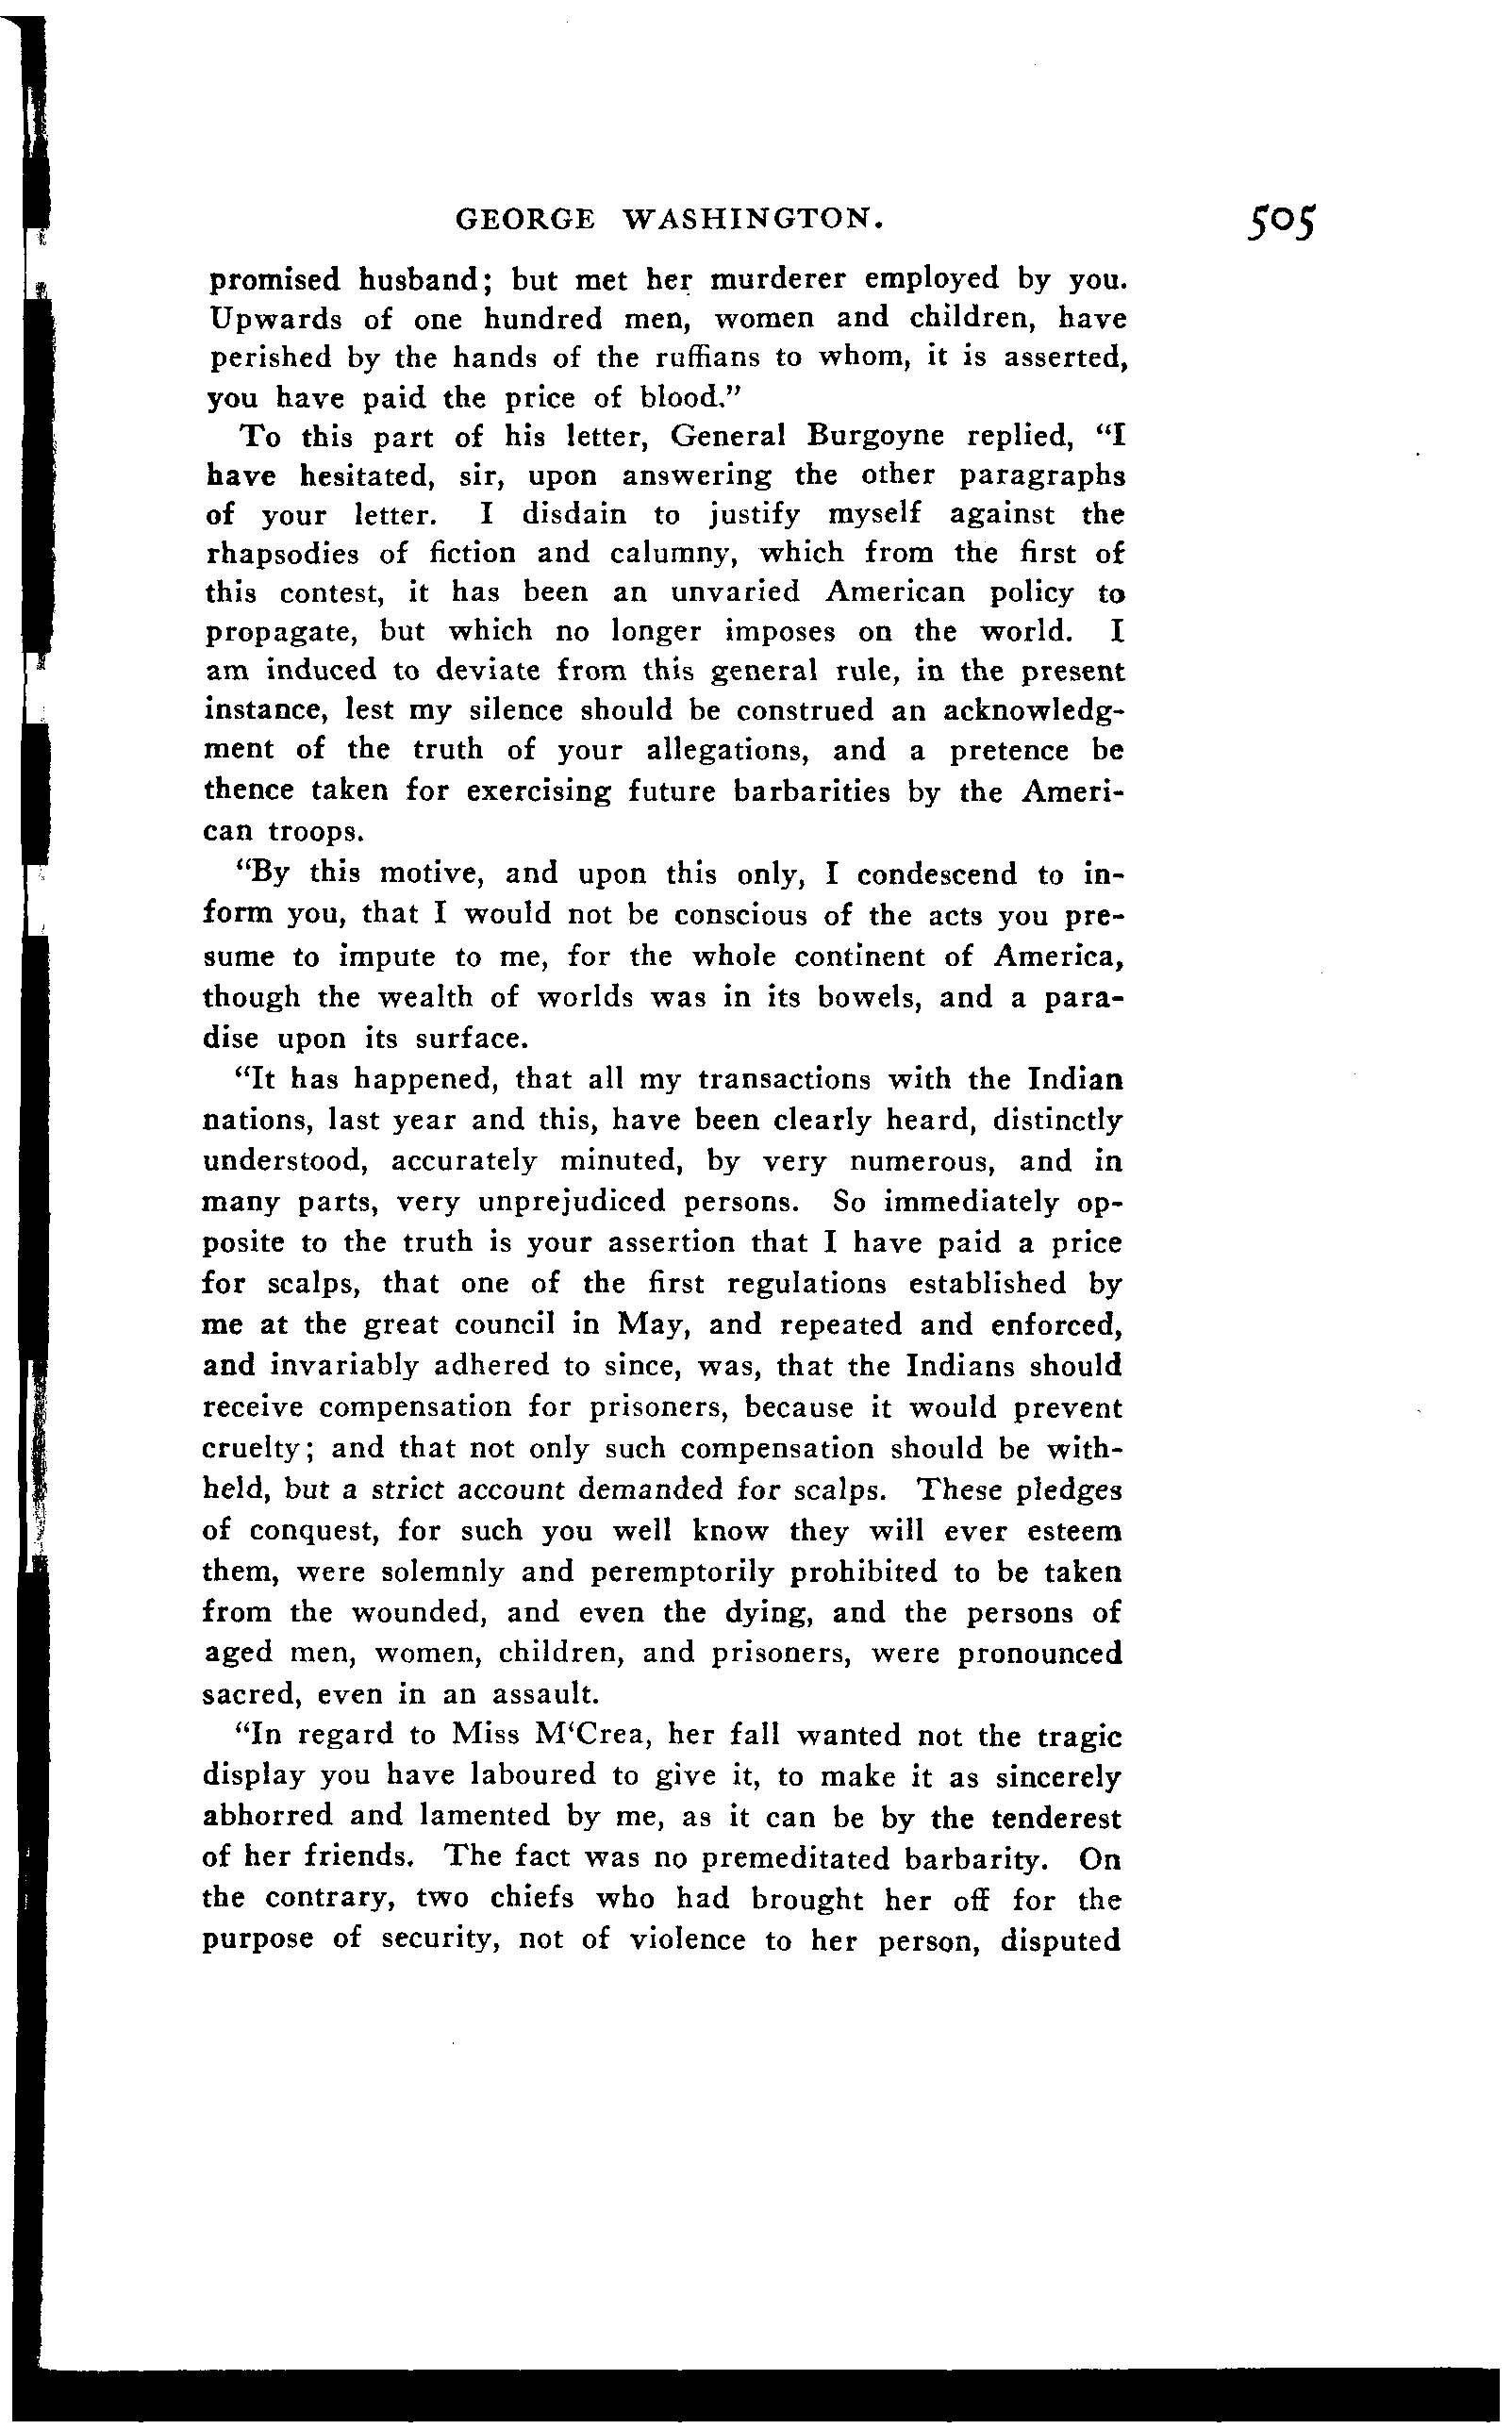 GEORGE WASHINGTON. 505
promised husband; but met her murderer employed by you.
Upwards of one hundred men, women and children, have
perished by the hands of the ruffians to whom, it is asserted,
you have paid the price of blood."
To this part of his letter, General Burgoyne replied, "I
have hesitated, sir, upon answering the other paragraphs
of your letter. I disdain to justify myself against the
rhapsodies of fiction and calumny, which from the first of
this contest, it has been an unvaried American policy to
propagate, but which no longer imposes on the world. I
am induced to deviate from this general rule, in the present
instance, lest my silence should be construed an acknowledg-
ment of the truth of your allegations, and a pretence be
thence taken for exercising future barbarities by the Ameri-
can troops.
"By this motive, and upon this only, I condescend to in-
form you, that I would not be conscious of the acts you pre-
sume to impute to me, for the whole continent of America,
though the wealth of worlds was in its bowels, and a para-
dise upon its surface.
"It has happened, that all my transactions with the Indian
nations, last year and this, have been clearly heard, distinctly
understood, accurately minuted, by very numerous, and in
many parts, very unprejudiced persons. So immediately op-
posite to the truth is your assertion that I have paid a price
for scalps, that one of the first regulations established by
me at the great council in May, and repeated and enforced,
and invariably adhered to since, was, that the Indians should
receive compensation for prisoners, because it would prevent
cruelty; and that not only such compensation should be with-
held, but a strict account demanded for scalps. These pledges
of conquest, for such you well know they will ever esteem
them, were solemnly and peremptorily prohibited to be taken
from the wounded, and even the dying, and the persons of
aged men, women, children, and prisoners, were pronounced
sacred, even in an assault.
"In regard to Miss M'Crea, her fall wanted not the tragic
display you have laboured to give it, to make it as sincerely
abhorred and lamented by me, as it can be by the tenderest
of her friends. The fact was no premeditated barbarity. On
the contrary, two chiefs who had brought her off for the
purpose of security, not of violence to her person, disputed